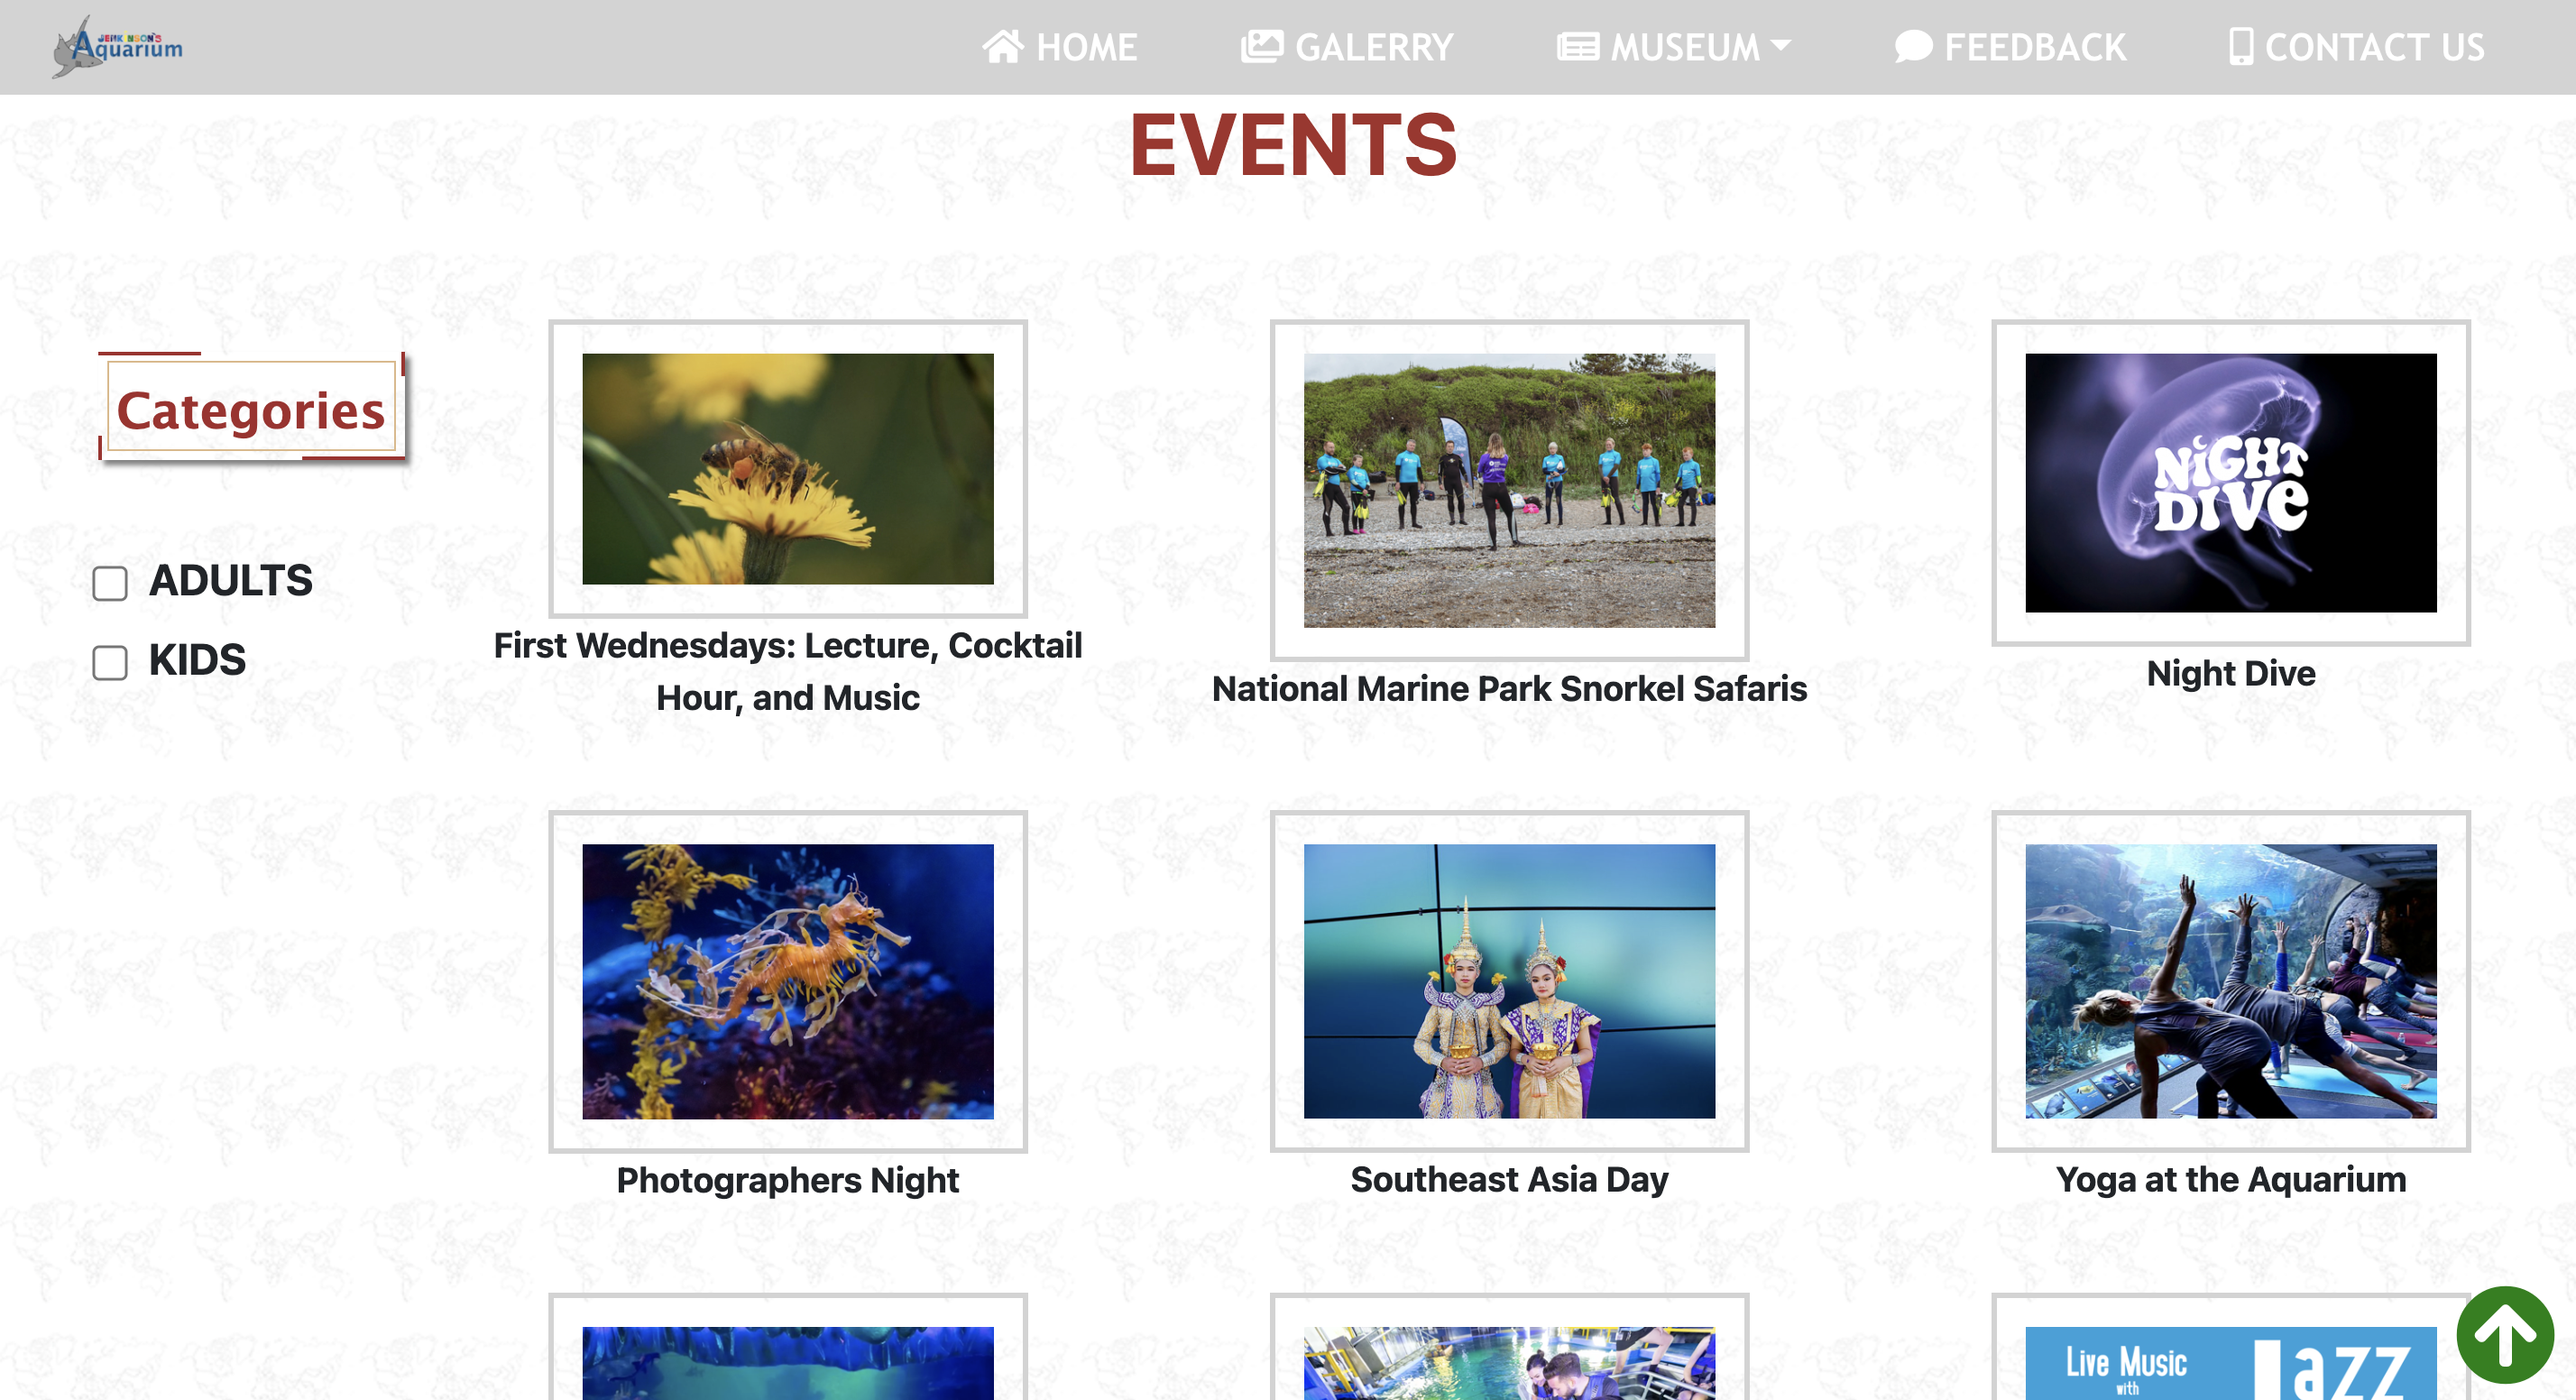 JENKINSON'S
Aquarium
HOME
GALERRY
MUSEUM
FEEDBACK
CONTACT US
EVENTS
Categories
ADULTS
KIDS
First Wednesdays: Lecture, Cocktail
Hour, and Music
National Marine Park Snorkel Safaris
NiGHT
DIVe
Night Dive
Photographers Night
Southeast Asia Day
Yoga at the Aquarium
Live Music
with
Jazz